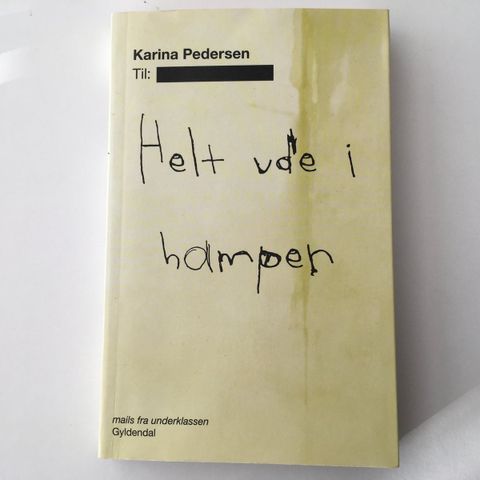 Karina Pedersen
Til:
Helt ude i
hampen
mails fra underklassen
Gyldendal